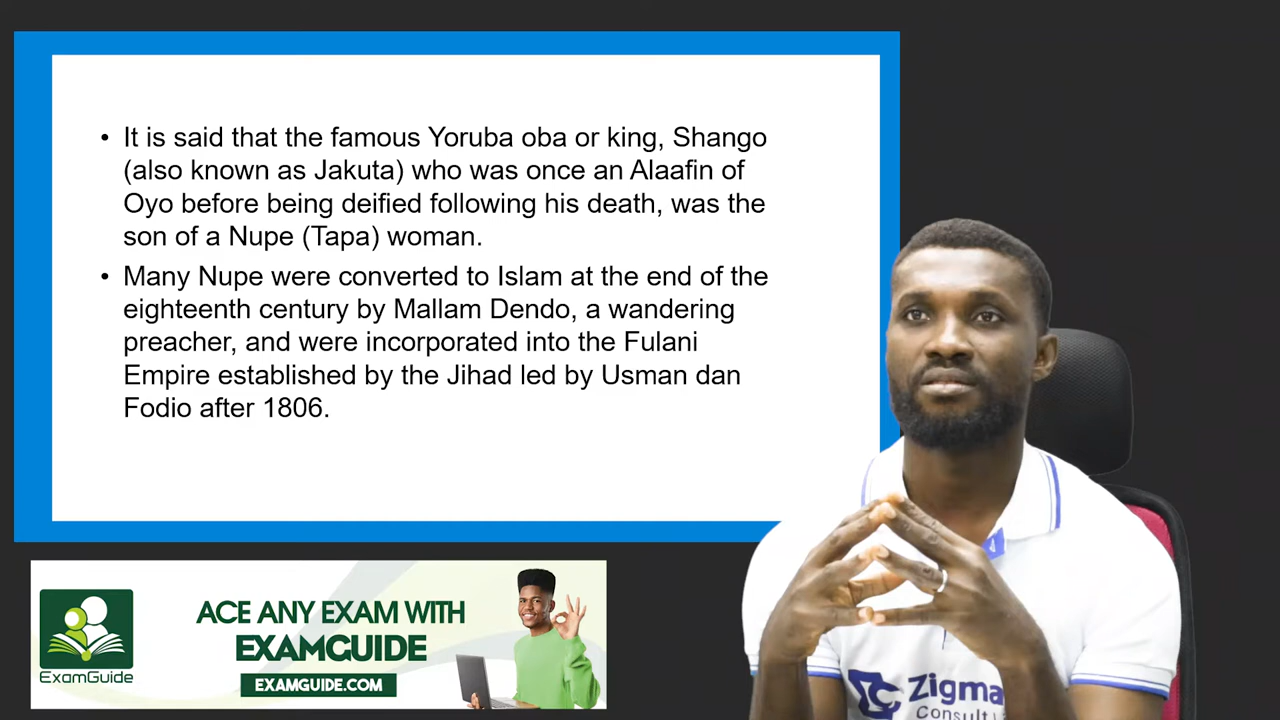 • It is said that the famous Yoruba oba or king, Shango
(also known as Jakuta) who was once an Alaafin of
Oyo before being deified following his death, was the
son of a Nupe (Tapa) woman.
• Many Nupe were converted to Islam at the end of the
eighteenth century by Mallam Dendo, a wandering
preacher, and were incorporated into the Fulani
Empire established by the Jihad led by Usman dan
Fodio after 1806.
ExamGuide
ACE ANY EXAM WITH
EXAMGUIDE
EXAMGUIDE.COM
Zigma
Consult